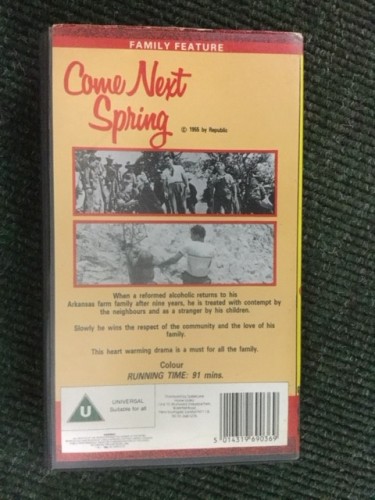 FAMILY FEATURE
Come Next
Spring
© 1955 by Republic
When a reformed alcoholic returns to his
Arkansas farm family after nine years, he is treated with contempt by
the neighbours and as a stranger by his children.
Slowly he wins the respect of the community and the love of his
family.
This heart warming drama is a must for all the family.
Colour
RUNNING TIME: 91 mins.
U
UNIVERSAL
Suitable for all
5 014319 690369